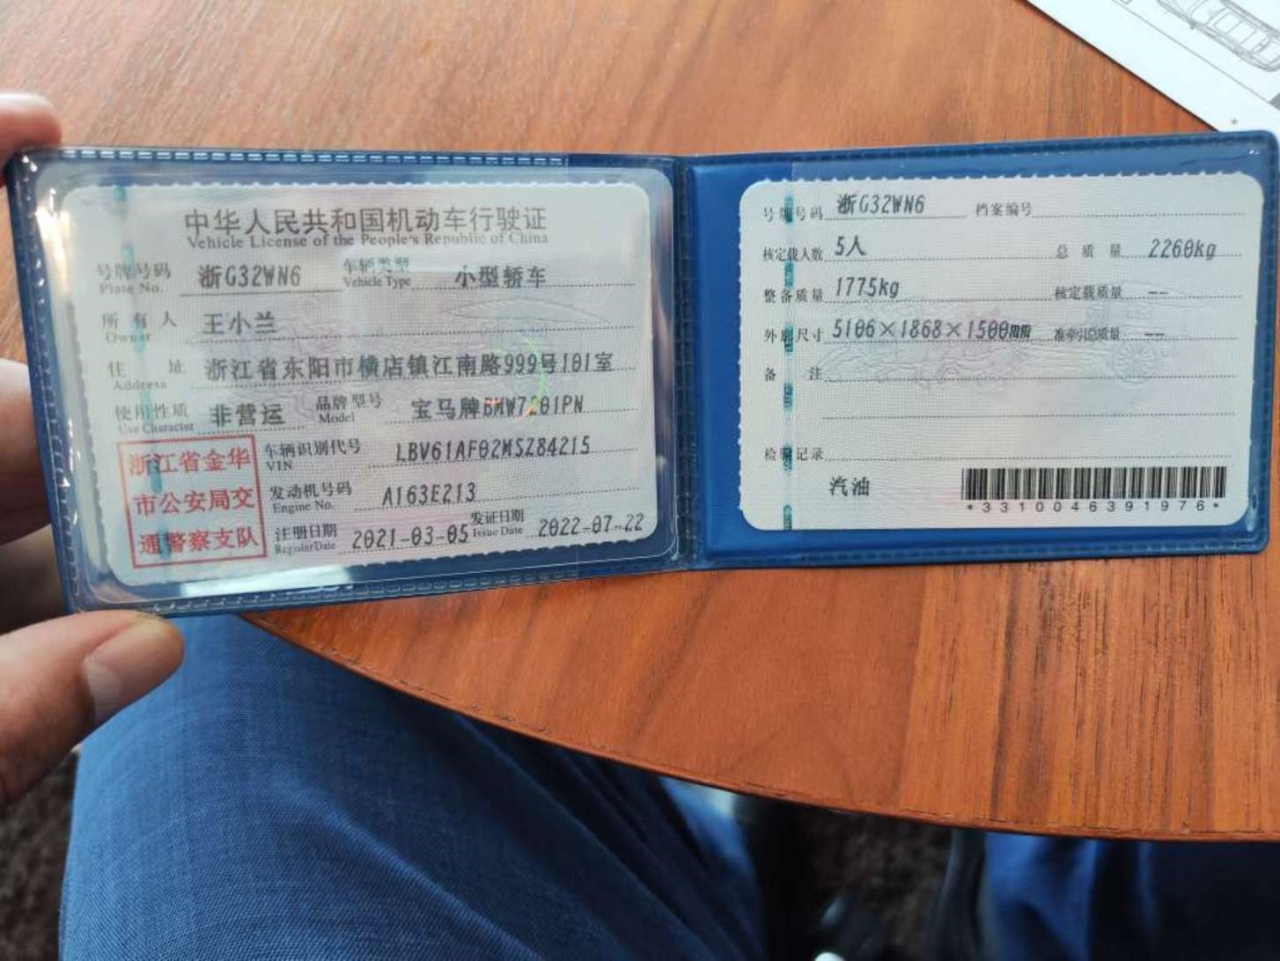 中华人民共和国机动车行驶证
Vehicle License of the People's Republic of China
号牌号码 浙G32WN6 车辆类型 小型轿车
Plate No. Vehicle Type
所有人 王小兰
Owner
住址 浙江省东阳市横店镇江南路999号101室
Address
使用性质 非营运 品牌型号 宝马牌BMW7201PN
Use Character Model
浙江省金华
市公安局交
通警察支队
车辆识别代号 LBV61AF02MSZ84215
VIN
发动机号码 A163E213
Engine No.
注册日期 2021-03-05 发证日期 2022-07-22
Register Date Issue Date
号牌号码 浙G32WN6 档案编号
核定载人数 5人 总质量 2260kg
整备质量 1775kg 核定载质量 --
外廓尺寸 5106×1868×1500mm 准牵引总质量 --
备注
检验记录
汽油
*3310046391976*